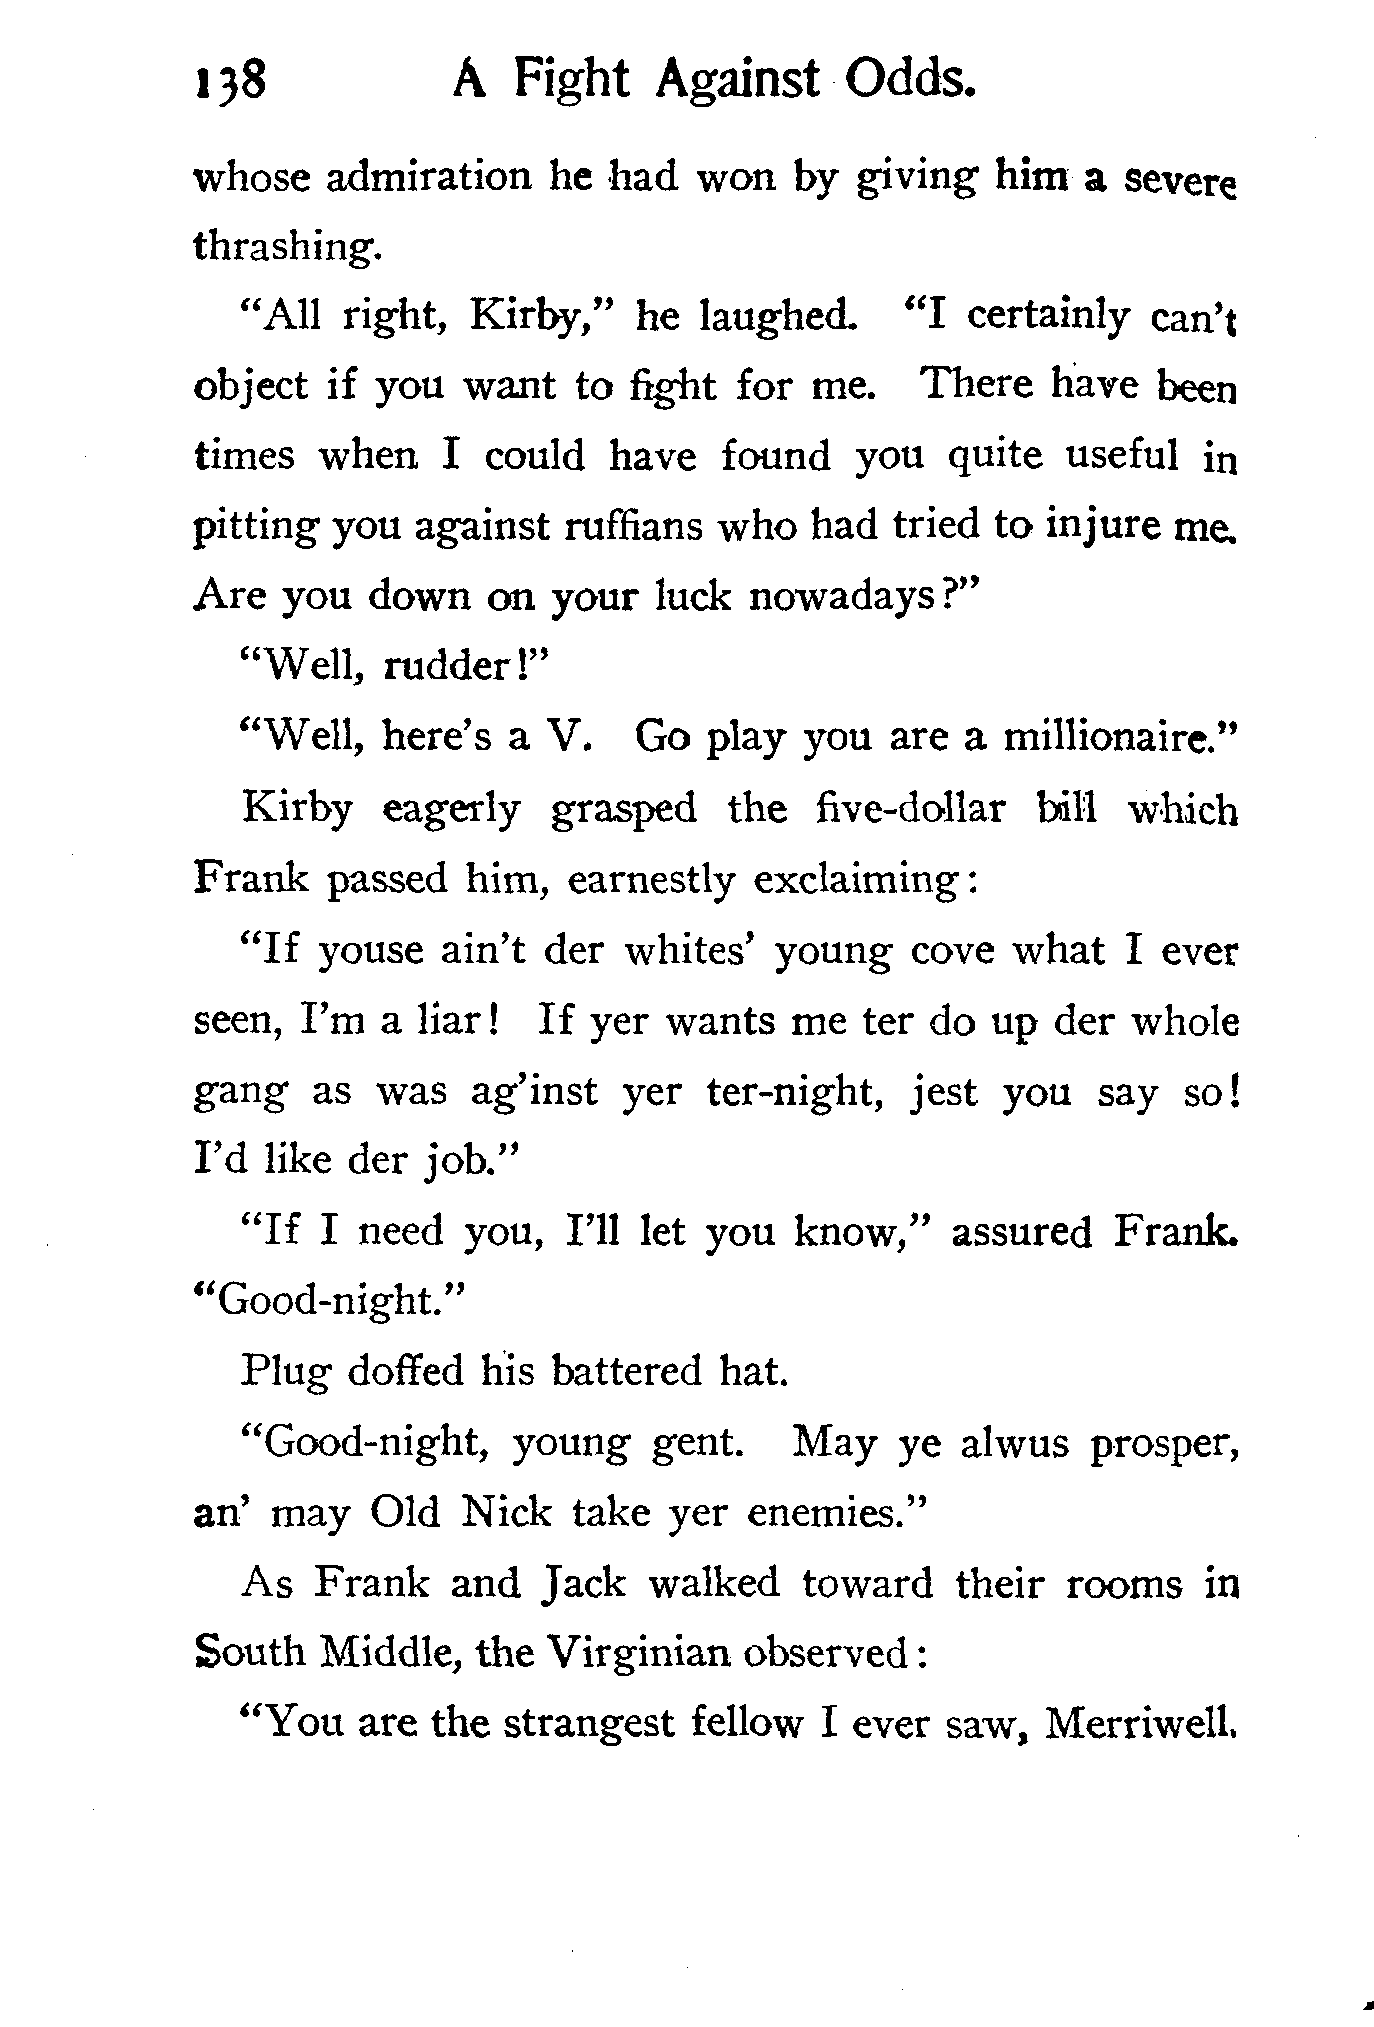 138 A Fight Against Odds.
whose admiration he had won by giving him a severe
thrashing.
“All right, Kirby,” he laughed. “I certainly can’t
object if you want to fight for me. There have been
times when I could have found you quite useful in
pitting you against ruffians who had tried to injure me.
Are you down on your luck nowadays?”
“Well, rudder!”
“Well, here’s a V. Go play you are a millionaire.”
Kirby eagerly grasped the five-dollar bill which
Frank passed him, earnestly exclaiming:
“If youse ain’t der whites’ young cove what I ever
seen, I’m a liar! If yer wants me ter do up der whole
gang as was ag’inst yer ter-night, jest you say so!
I’d like der job.”
“If I need you, I’ll let you know,” assured Frank.
“Good-night.”
Plug doffed his battered hat.
“Good-night, young gent. May ye alwus prosper,
an’ may Old Nick take yer enemies.”
As Frank and Jack walked toward their rooms in
South Middle, the Virginian observed:
“You are the strangest fellow I ever saw, Merriwell.